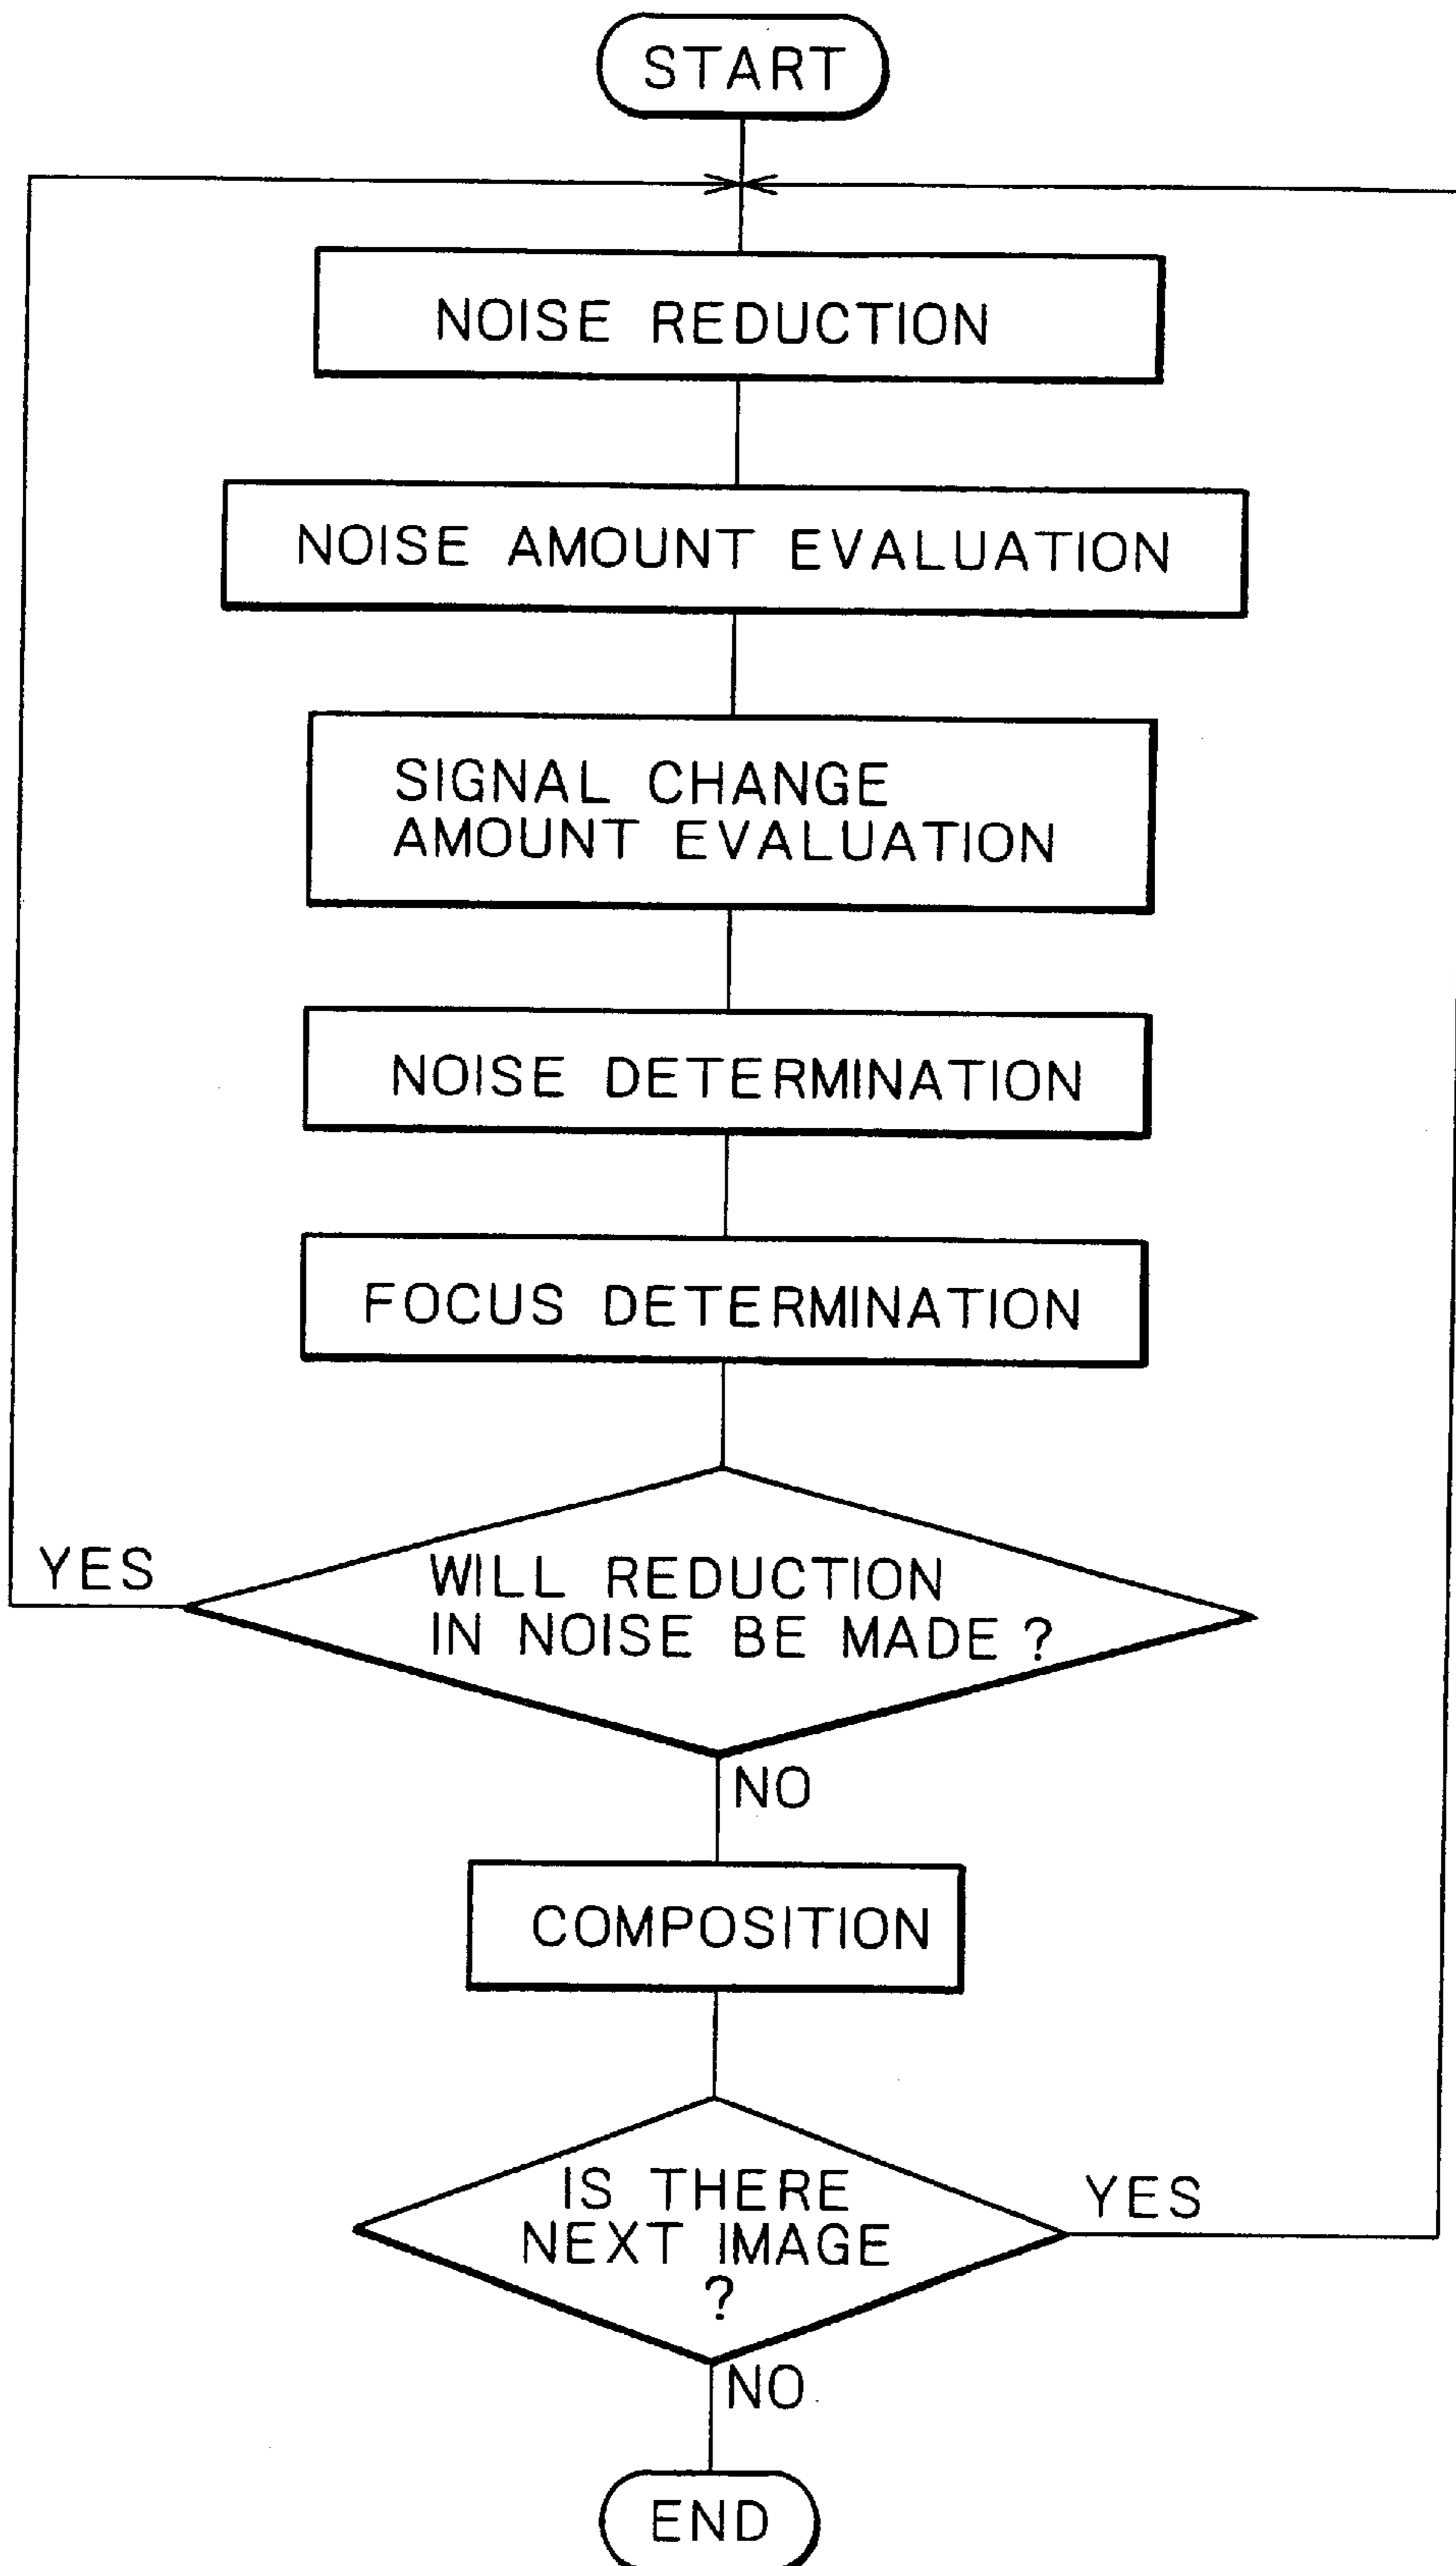 START
NOISE REDUCTION
NOISE AMOUNT EVALUATION
SIGNAL CHANGE
AMOUNT EVALUATION
NOISE DETERMINATION
FOCUS DETERMINATION
YES
WILL REDUCTION
IN NOISE BE MADE ?
NO
COMPOSITION
IS THERE
NEXT IMAGE
?
YES
NO
END